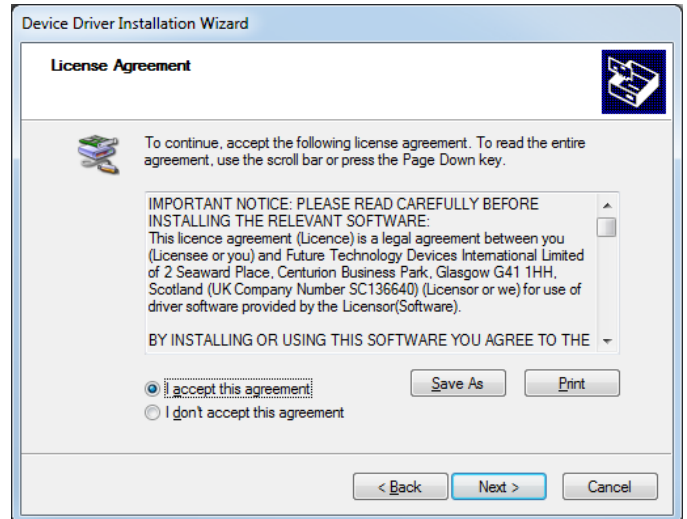 Device Driver Installation Wizard
License Agreement
To continue, accept the following license agreement. To read the entire
agreement, use the scroll bar or press the Page Down key.
IMPORTANT NOTICE: PLEASE READ CAREFULLY BEFORE
INSTALLING THE RELEVANT SOFTWARE:
This licence agreement (Licence) is a legal agreement between you
(Licensee or you) and Future Technology Devices International Limited
of 2 Seaward Place, Centurion Business Park, Glasgow G41 1HH,
Scotland (UK Company Number SC136640) (Licensor or we) for use of
driver software provided by the Licensor(Software).
BY INSTALLING OR USING THIS SOFTWARE YOU AGREE TO THE
I accept this agreement
Save As
Print
I don't accept this agreement
< Back
Next >
Cancel